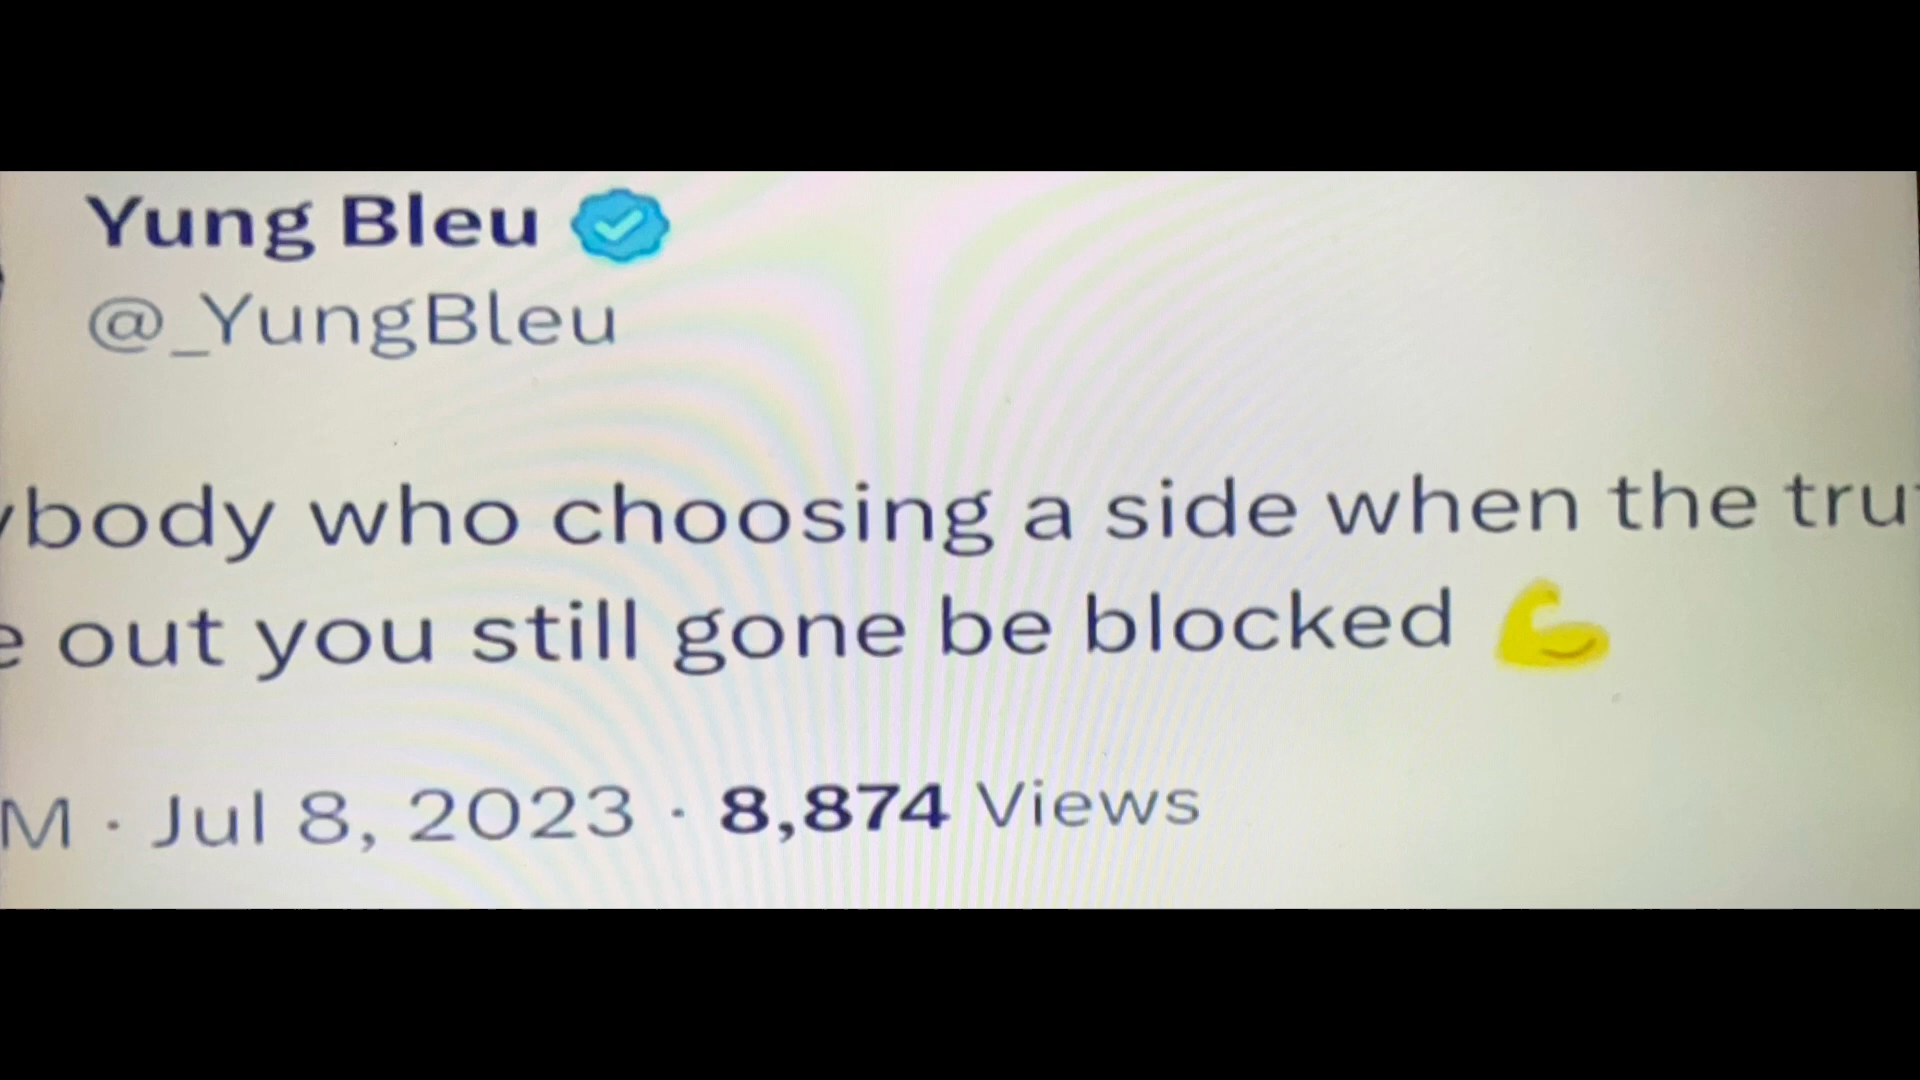 Yung Bleu
@_YungBleu
body who choosing a side when the
out you still gone be blocked 💪
M · Jul 8, 2023 · 8,874 Views